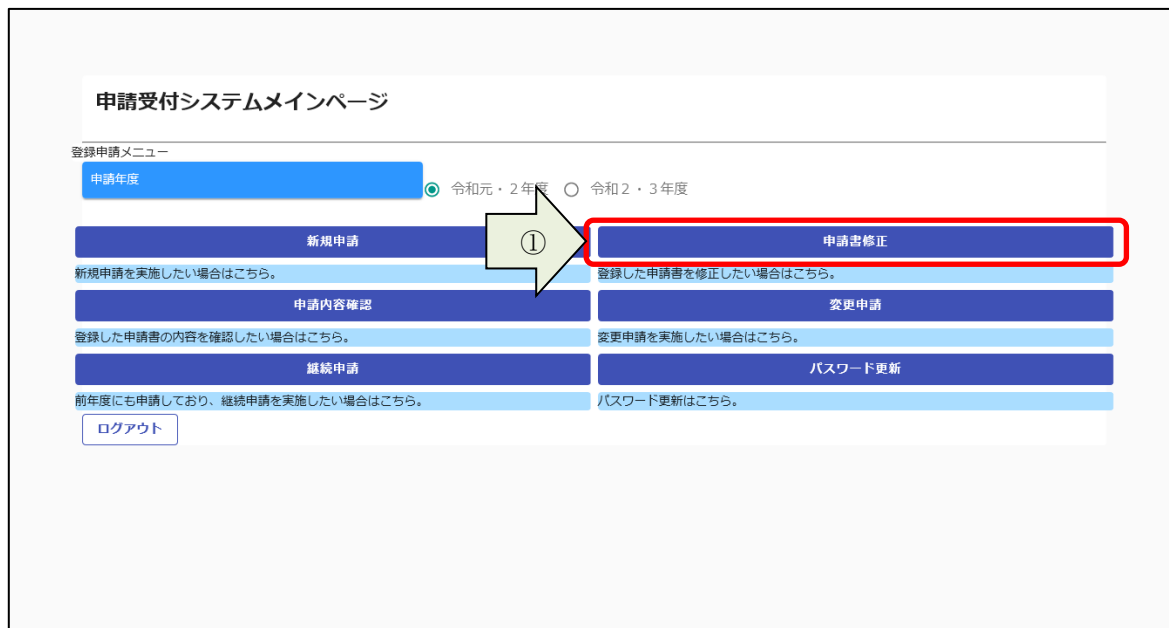 申請受付システムメインページ
登録申請メニュー
申請年度
令和元・２年度 令和２・３年度
新規申請
①
申請書修正
新規申請を実施したい場合はこちら。
登録した申請書を修正したい場合はこちら。
申請内容確認
変更申請
登録した申請書の内容を確認したい場合はこちら。
変更申請を実施したい場合はこちら。
継続申請
パスワード更新
前年度にも申請しており、継続申請を実施したい場合はこちら。
パスワード更新はこちら。
ログアウト